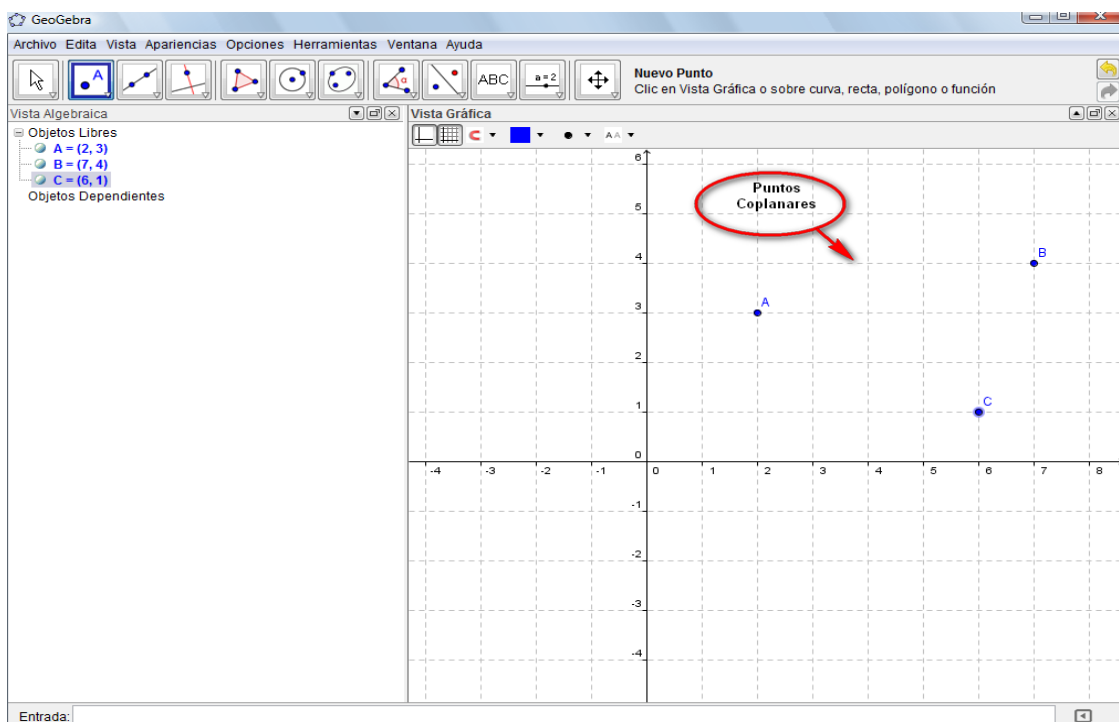 GeoGebra
Archivo Edita Vista Apariencias Opciones Herramientas Ventana Ayuda
A
α
ABC
a = 2
Nuevo Punto
Clic en Vista Gráfica o sobre curva, recta, polígono o función
Vista Algebraica
Vista Gráfica
A A
Objetos Libres
A = (2, 3)
B = (7, 4)
C = (6, 1)
Objetos Dependientes
6
Puntos
Coplanares
5
4
B
3
A
2
1
C
0
-4 -3 -2 -1 0 1 2 3 4 5 6 7 8
-1
-2
-3
-4
Entrada: